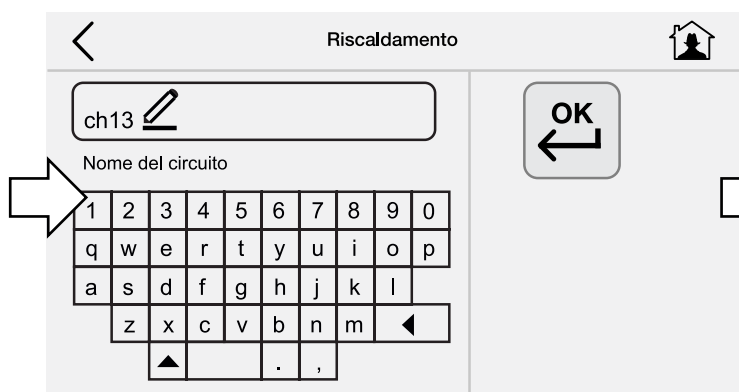 Riscaldamento
ch13
OK
Nome del circuito
1 2 3 4 5 6 7 8 9 0
q w e r t y u i o p
a s d f g h j k l
z x c v b n m
. ,